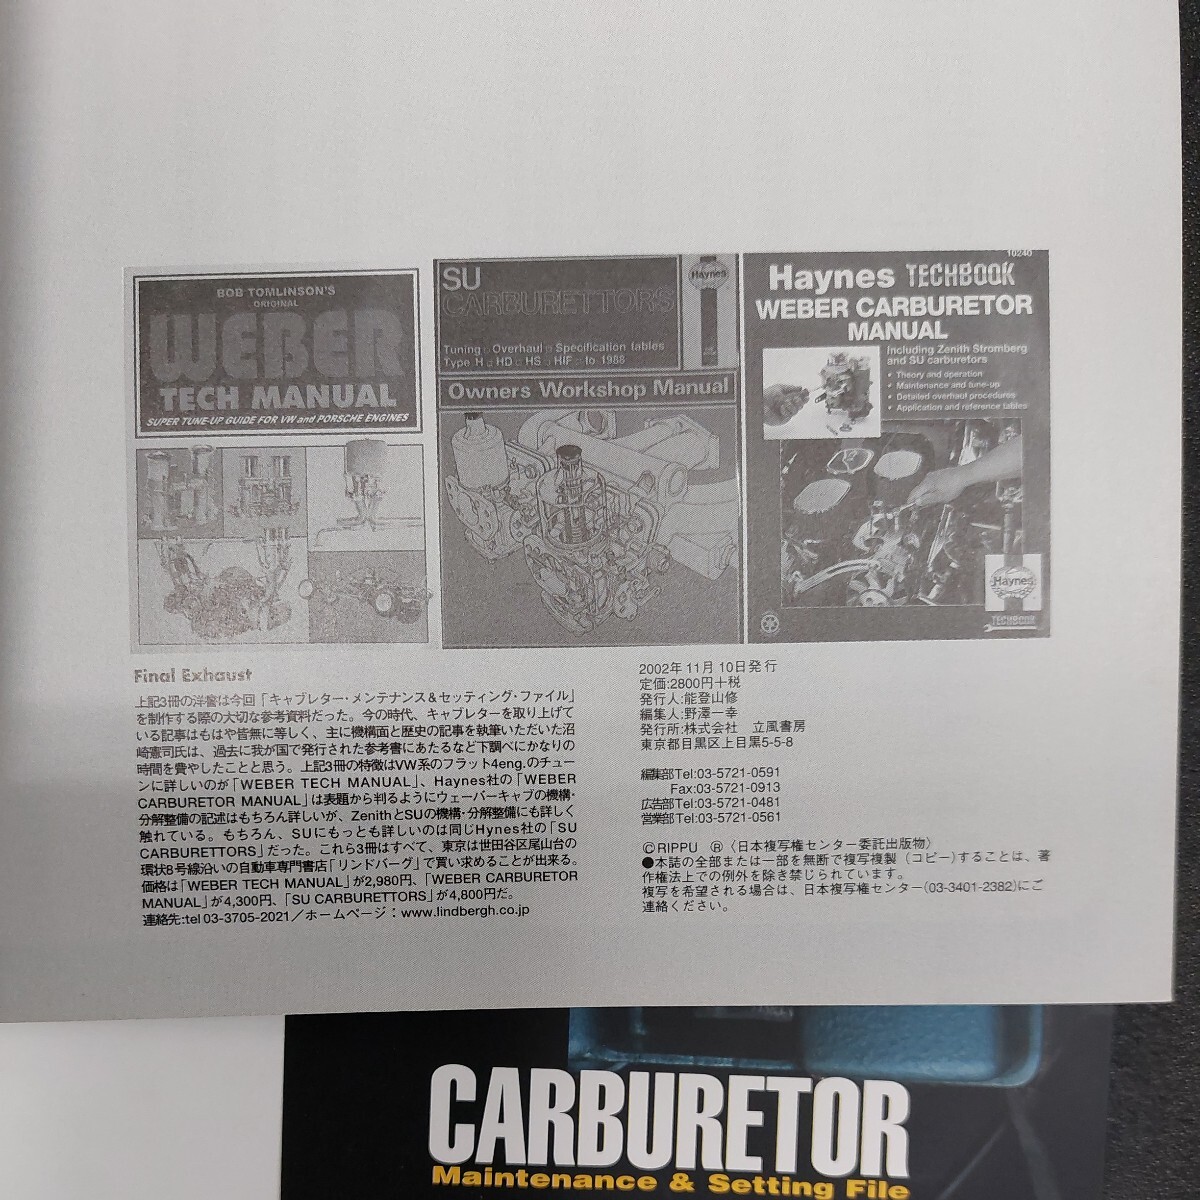 BOB TOMLINSON'S
ORIGINAL
WEBER
TECH MANUAL
SUPER TUNE-UP GUIDE FOR VW and PORSCHE ENGINES
SU
CARBURETTORS
Haynes
Tuning □ Overhaul □ Specification tables
Type H □ HD □ HS □ HIF □ to 1988
Owners Workshop Manual
10240
Haynes TECHBOOK
WEBER CARBURETOR
MANUAL
Including Zenith Stromberg
and SU carburetors
• Theory and operation
• Maintenance and tune-up
• Detailed overhaul procedures
• Application and reference tables
Haynes
TECHBOOK
Final Exhaust
上記3冊の洋書は今回「キャブレター・メンテナンス＆セッティング・ファイル」
を制作する際の大切な参考資料だった。今の時代、キャブレターを取り上げて
いる記事はもはや皆無に等しく、主に機構面と歴史の記事を執筆いただいた沼
崎憲司氏は、過去に我が国で発行された参考書にあたるなど下調べにかなりの
時間を費やしたことと思う。上記3冊の特徴はVW系のフラット4eng.のチュー
ンに詳しいのが「WEBER TECH MANUAL」、Haynes社の「WEBER
CARBURETOR MANUAL」は表題から判るようにウェーバーキャブの機構・
分解整備の記述はもちろん詳しいが、ZenithとSUの機構・分解整備にも詳しく
触れている。もちろん、SUにもっとも詳しいのは同じHynes社の「SU
CARBURETTORS」だった。これら3冊はすべて、東京は世田谷区尾山台の
環状8号線沿いの自動車専門書店「リンドバーグ」で買い求めることが出来る。
価格は「WEBER TECH MANUAL」が2,980円、「WEBER CARBURETOR
MANUAL」が4,300円、「SU CARBURETTORS」が4,800円だ。
連絡先:tel 03-3705-2021／ホームページ：www.lindbergh.co.jp
2002年 11月 10日発行
定価:2800円+税
発行人:能登山修
編集人:野澤一幸
発行所:株式会社 立風書房
東京都目黒区上目黒5-5-8
編集部Tel:03-5721-0591
Fax:03-5721-0913
広告部Tel:03-5721-0481
営業部Tel:03-5721-0561
©RIPPU Ⓡ〈日本複写権センター委託出版物〉
●本誌の全部または一部を無断で複写複製（コピー)することは、著
作権法上での例外を除き禁じられています。
複写を希望される場合は、日本複写権センター(03-3401-2382)にご
連絡ください。
CARBURETOR
Maintenance & Setting File